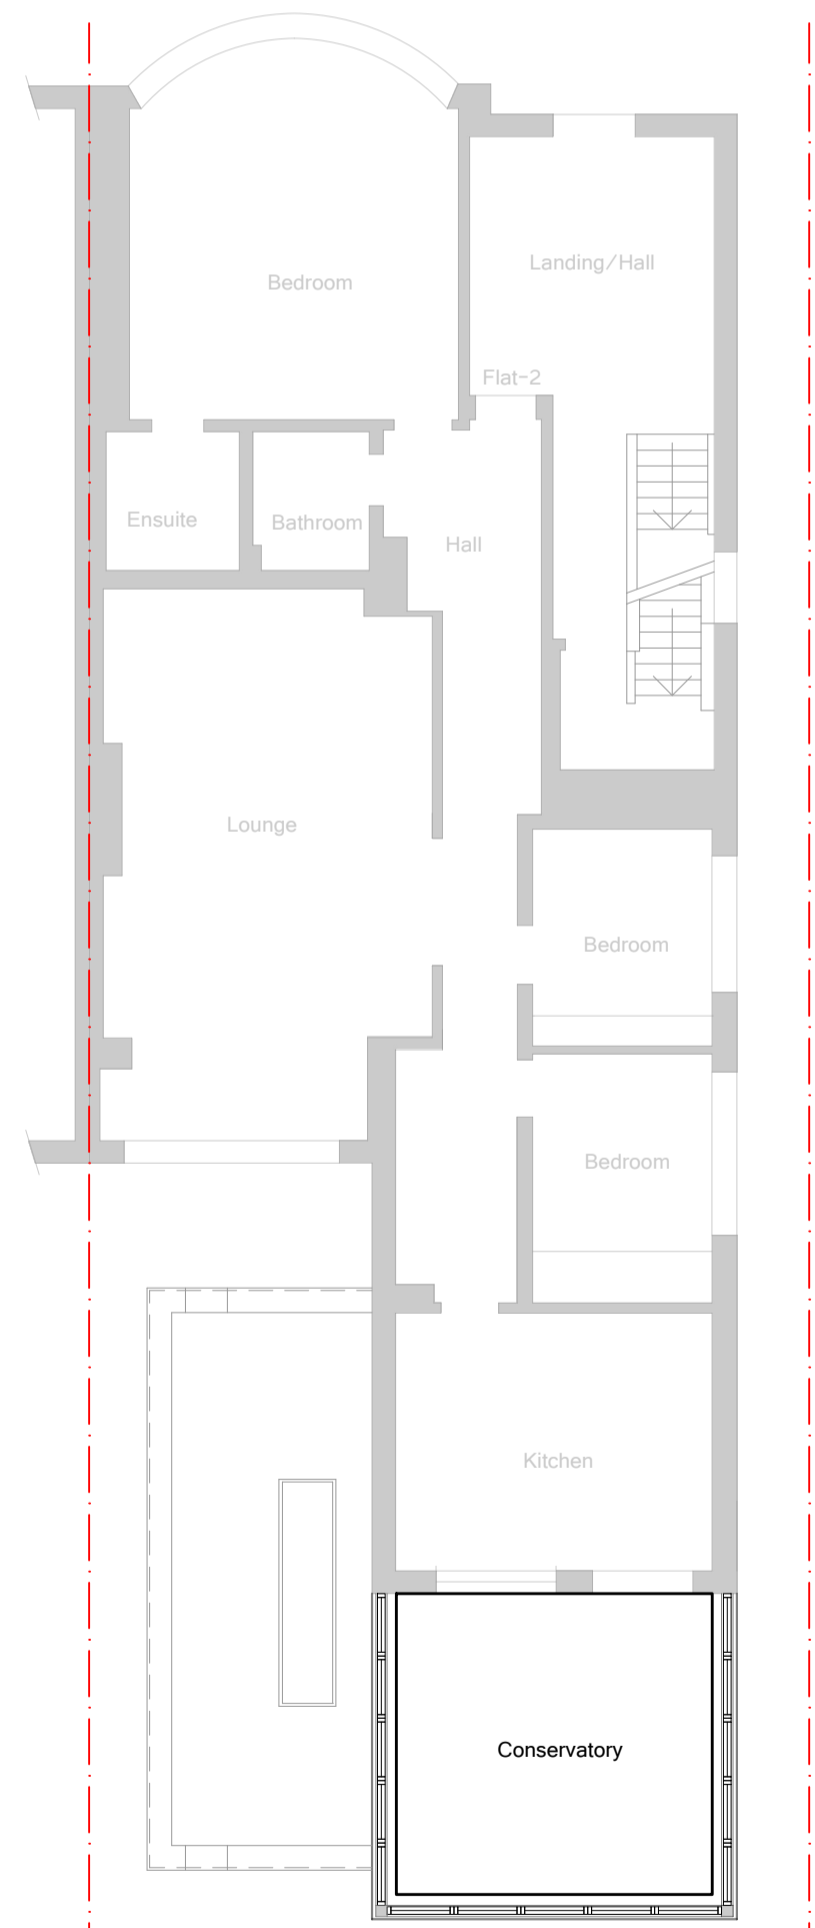 Landing/Hall
Bedroom
Flat-2
Ensuite
Bathroom
Hall
Lounge
Bedroom
Bedroom
Kitchen
Conservatory